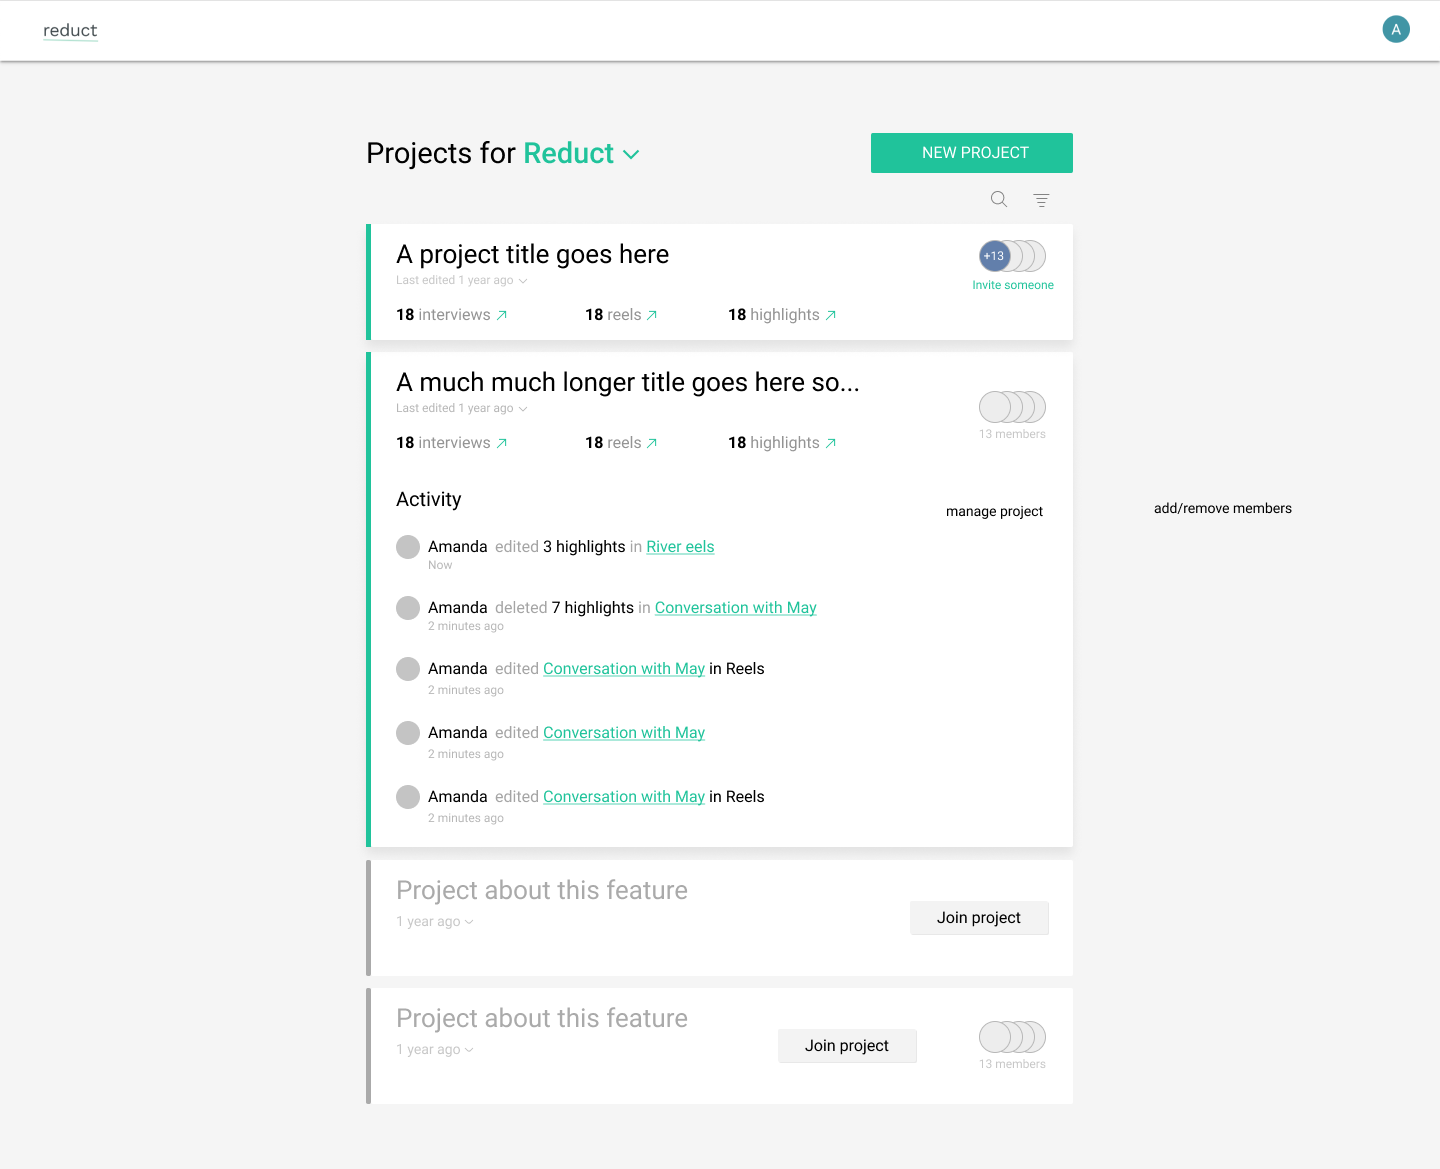 reduct
A
Projects for Reduct
NEW PROJECT
A project title goes here
+13
Last edited 1 year ago
Invite someone
18 interviews
18 reels
18 highlights
A much much longer title goes here so...
Last edited 1 year ago
13 members
18 interviews
18 reels
18 highlights
Activity
manage project
add/remove members
Amanda edited 3 highlights in River eels
Now
Amanda deleted 7 highlights in Conversation with May
2 minutes ago
Amanda edited Conversation with May in Reels
2 minutes ago
Amanda edited Conversation with May
2 minutes ago
Amanda edited Conversation with May in Reels
2 minutes ago
Project about this feature
1 year ago
Join project
Project about this feature
1 year ago
Join project
13 members